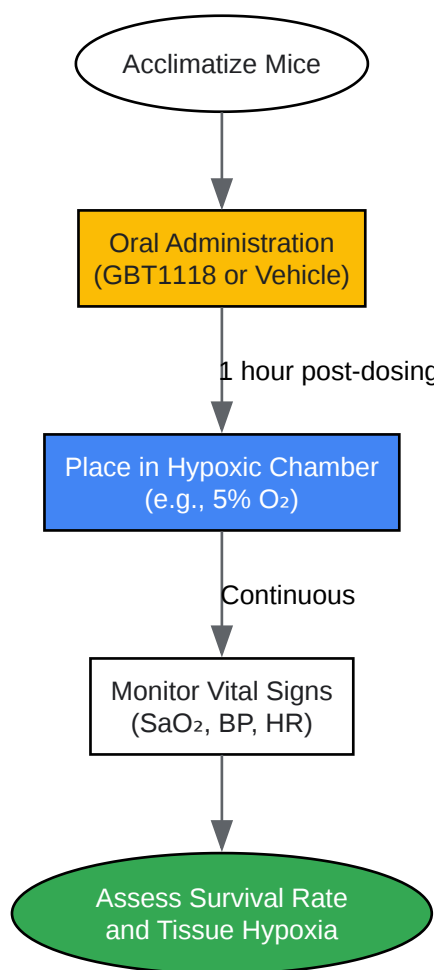 Acclimatize Mice
Oral Administration
(GBT1118 or Vehicle)
1 hour post-dosing
Place in Hypoxic Chamber
(e.g., 5% O₂)
Continuous
Monitor Vital Signs
(SaO₂, BP, HR)
Assess Survival Rate
and Tissue Hypoxia